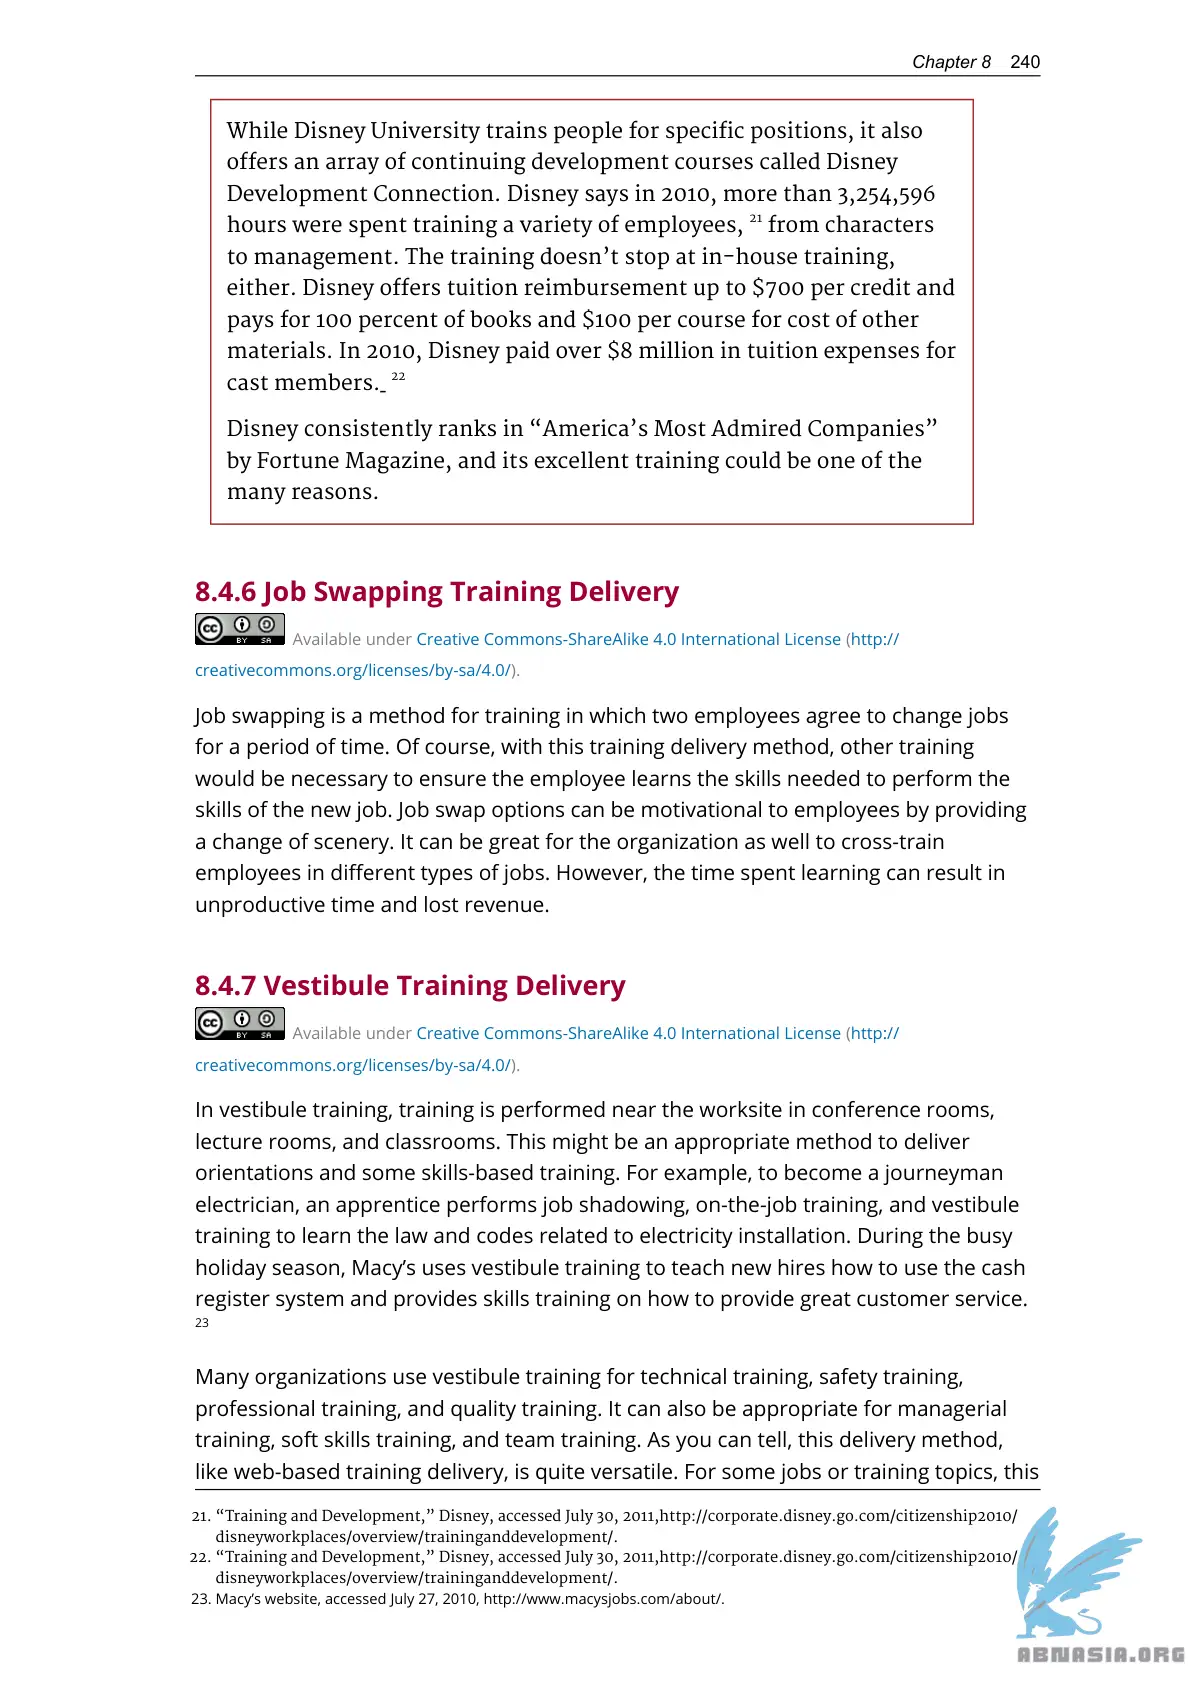 Chapter 8 240
While Disney University trains people for specific positions, it also
offers an array of continuing development courses called Disney
Development Connection. Disney says in 2010, more than 3,254,596
hours were spent training a variety of employees, 21 from characters
to management. The training doesn’t stop at in-house training,
either. Disney offers tuition reimbursement up to $700 per credit and
pays for 100 percent of books and $100 per course for cost of other
materials. In 2010, Disney paid over $8 million in tuition expenses for
cast members. 22
Disney consistently ranks in “America’s Most Admired Companies”
by Fortune Magazine, and its excellent training could be one of the
many reasons.
8.4.6 Job Swapping Training Delivery
cc BY SA Available under Creative Commons-ShareAlike 4.0 International License (http://
creativecommons.org/licenses/by-sa/4.0/).
Job swapping is a method for training in which two employees agree to change jobs
for a period of time. Of course, with this training delivery method, other training
would be necessary to ensure the employee learns the skills needed to perform the
skills of the new job. Job swap options can be motivational to employees by providing
a change of scenery. It can be great for the organization as well to cross-train
employees in different types of jobs. However, the time spent learning can result in
unproductive time and lost revenue.
8.4.7 Vestibule Training Delivery
cc BY SA Available under Creative Commons-ShareAlike 4.0 International License (http://
creativecommons.org/licenses/by-sa/4.0/).
In vestibule training, training is performed near the worksite in conference rooms,
lecture rooms, and classrooms. This might be an appropriate method to deliver
orientations and some skills-based training. For example, to become a journeyman
electrician, an apprentice performs job shadowing, on-the-job training, and vestibule
training to learn the law and codes related to electricity installation. During the busy
holiday season, Macy’s uses vestibule training to teach new hires how to use the cash
register system and provides skills training on how to provide great customer service.
23
Many organizations use vestibule training for technical training, safety training,
professional training, and quality training. It can also be appropriate for managerial
training, soft skills training, and team training. As you can tell, this delivery method,
like web-based training delivery, is quite versatile. For some jobs or training topics, this
21. “Training and Development,” Disney, accessed July 30, 2011,http://corporate.disney.go.com/citizenship2010/
disneyworkplaces/overview/traininganddevelopment/.
22. “Training and Development,” Disney, accessed July 30, 2011,http://corporate.disney.go.com/citizenship2010/
disneyworkplaces/overview/traininganddevelopment/.
23. Macy’s website, accessed July 27, 2010, http://www.macysjobs.com/about/.
ABNASIA.ORG